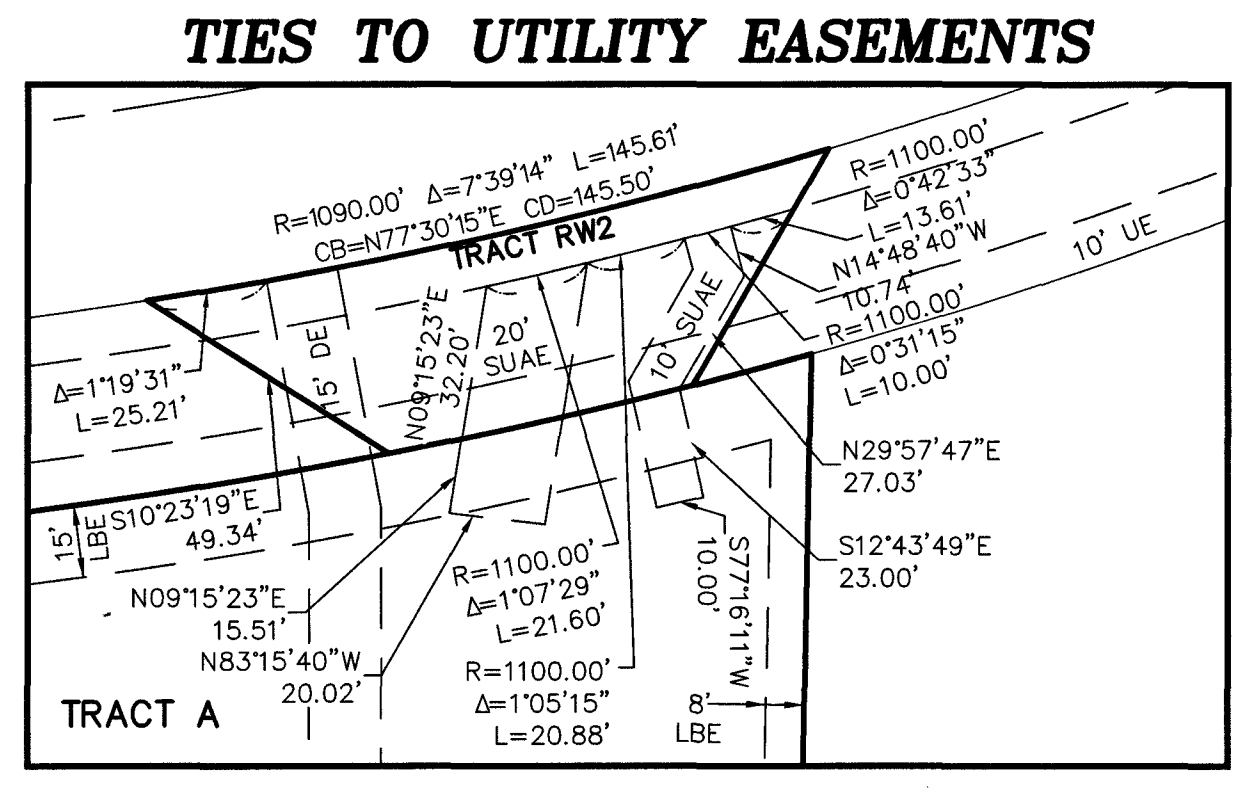 TIES TO UTILITY EASEMENTS
R=1090.00' Δ=7°39'14" L=145.61'
CB=N77°30'15"E CD=145.50'
TRACT RW2
R=1100.00'
Δ=0°42'33"
L=13.61'
N14°48'40"W
10.74'
R=1100.00'
Δ=0°31'15"
L=10.00'
10' UE
Δ=1°19'31"
L=25.21'
15' DE
N09°15'23"E
32.20'
20'
SUAE
10' SUAE
N29°57'47"E
27.03'
S12°43'49"E
23.00'
S77°16'11"W
10.00'
15'
LBE
S10°23'19"E
49.34'
N09°15'23"E
15.51'
N83°15'40"W
20.02'
R=1100.00'
Δ=1°07'29"
L=21.60'
R=1100.00'
Δ=1°05'15"
L=20.88'
8'
LBE
TRACT A